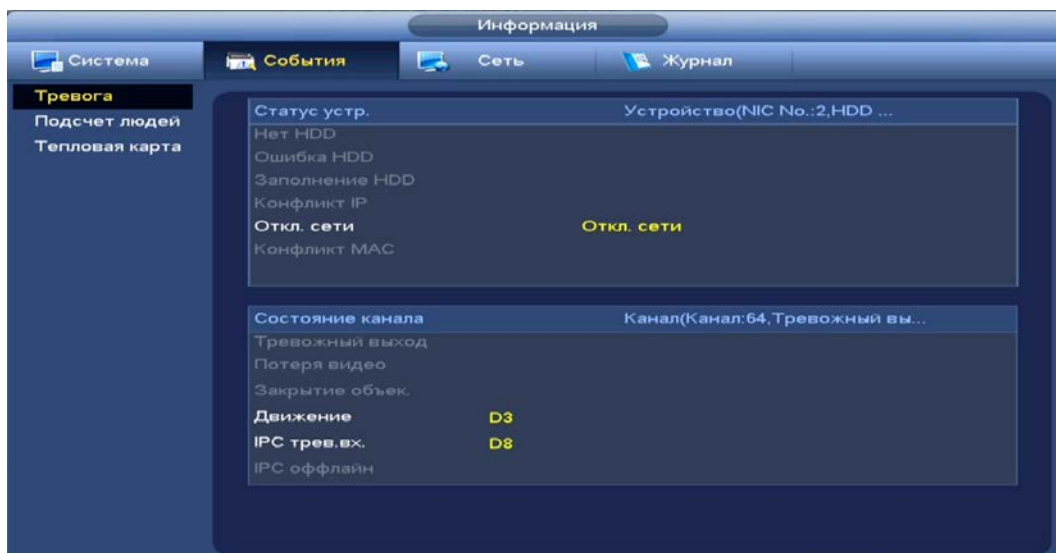 Информация
Система События Сеть Журнал
Тревога
Подсчет людей
Тепловая карта
Статус устр. Устройство(NIC No.:2,HDD ...
Нет HDD
Ошибка HDD
Заполнение HDD
Конфликт IP
Откл. сети Откл. сети
Конфликт MAC
Состояние канала Канал(Канал:64,Тревожный вы...
Тревожный выход
Потеря видео
Закрытие объек.
Движение D3
IPC трев.вх. D8
IPC оффлайн